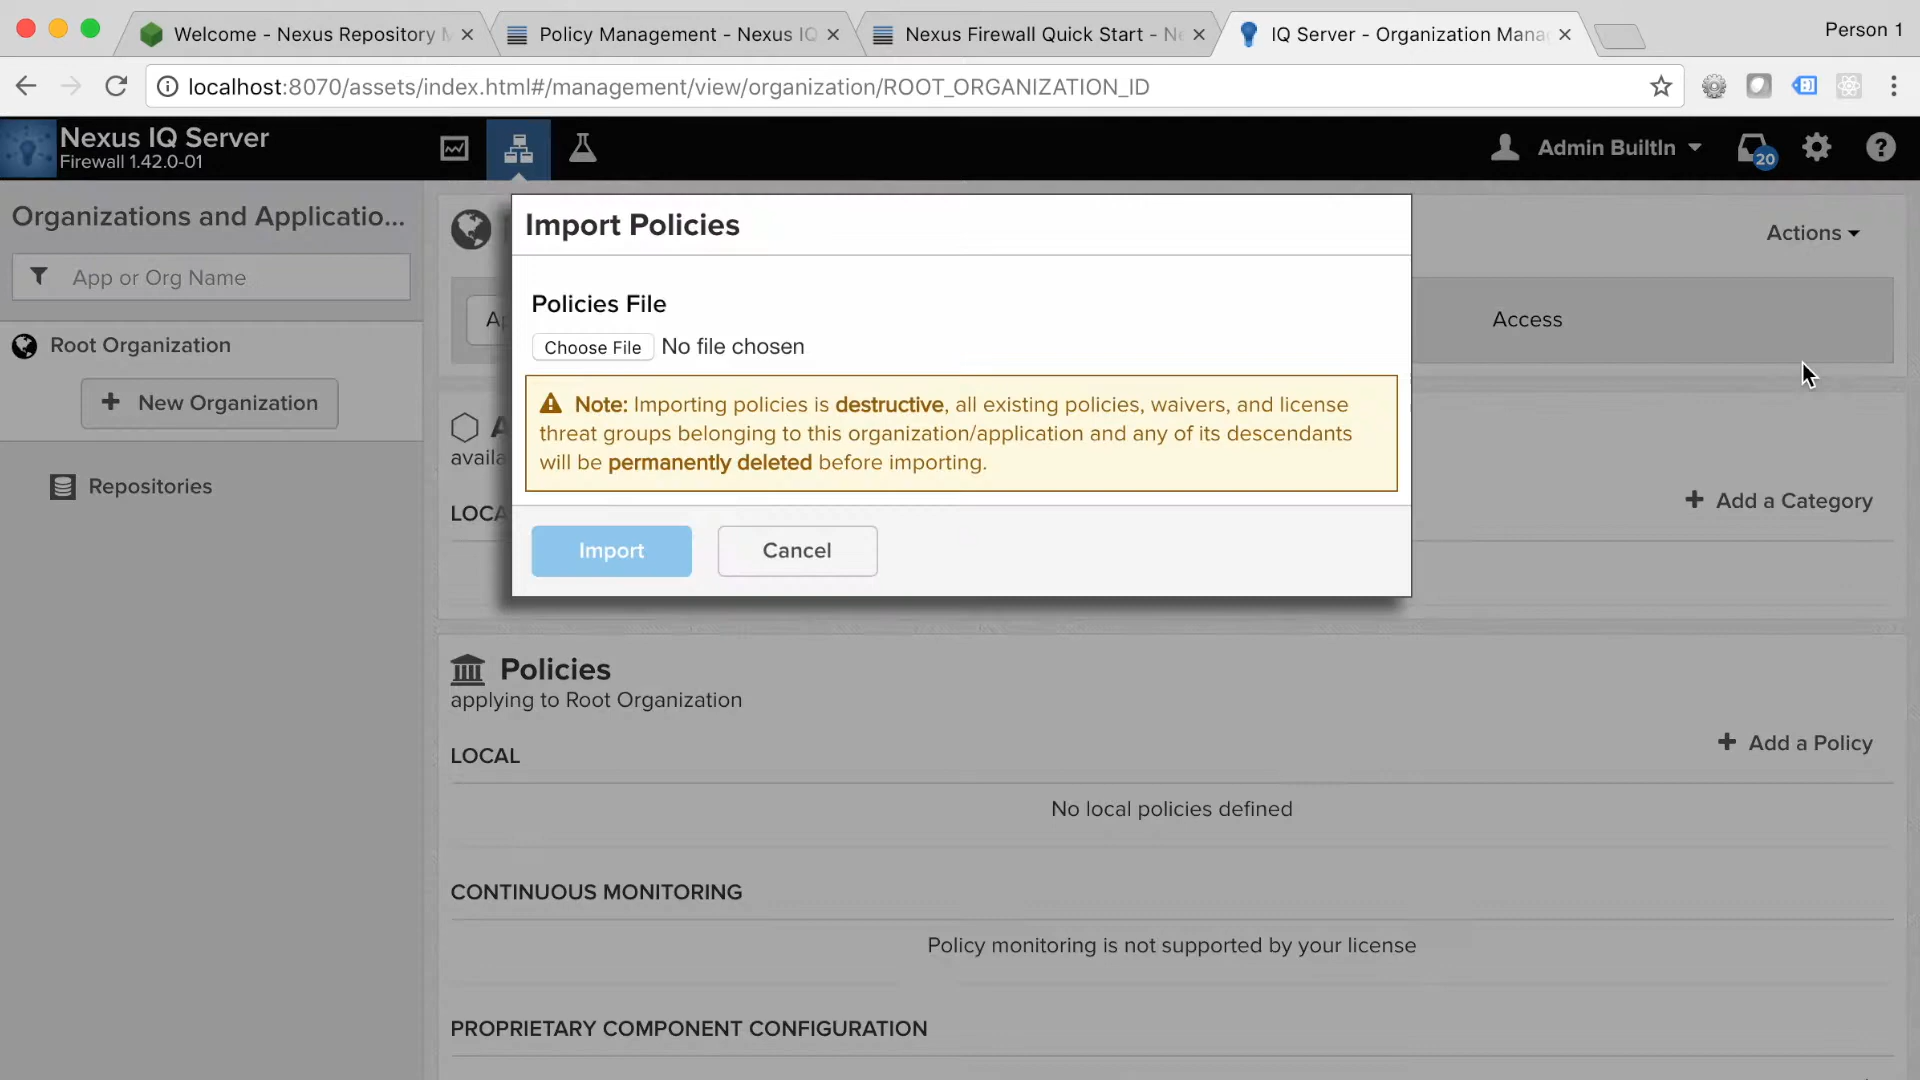 Welcome - Nexus Repository M
Policy Management - Nexus IQ
Nexus Firewall Quick Start - Ne
IQ Server - Organization Mana
Person 1
localhost:8070/assets/index.html#/management/view/organization/ROOT_ORGANIZATION_ID
Nexus IQ Server
Firewall 1.42.0-01
Admin BuiltIn
20
Organizations and Applicatio...
App or Org Name
Root Organization
+ New Organization
Repositories
Actions
Access
Import Policies
Policies File
Choose File No file chosen
Note: Importing policies is destructive, all existing policies, waivers, and license
threat groups belonging to this organization/application and any of its descendants
will be permanently deleted before importing.
Import
Cancel
A
availa
LOCA
+ Add a Category
Policies
applying to Root Organization
LOCAL
+ Add a Policy
No local policies defined
CONTINUOUS MONITORING
Policy monitoring is not supported by your license
PROPRIETARY COMPONENT CONFIGURATION